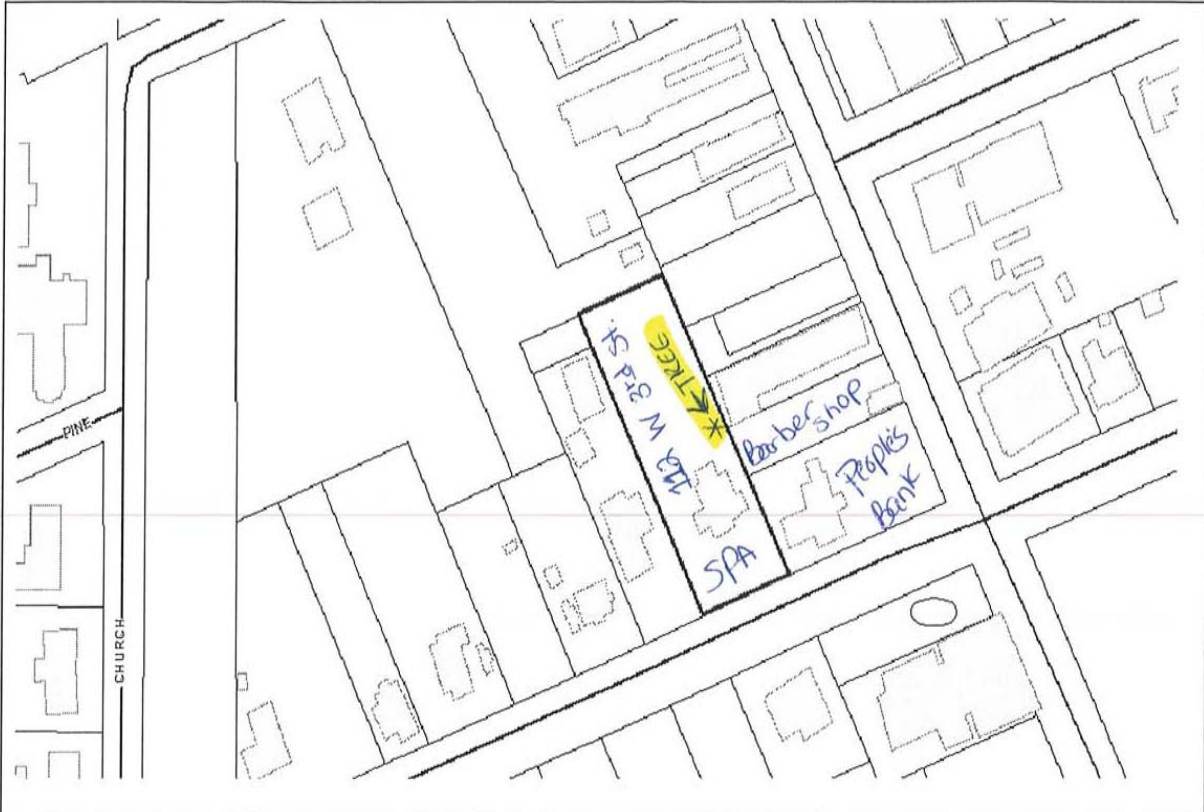 PINE
CHURCH
112 W 3rd St.
* ← TREE
Barber shop
People's
Bank
SPA